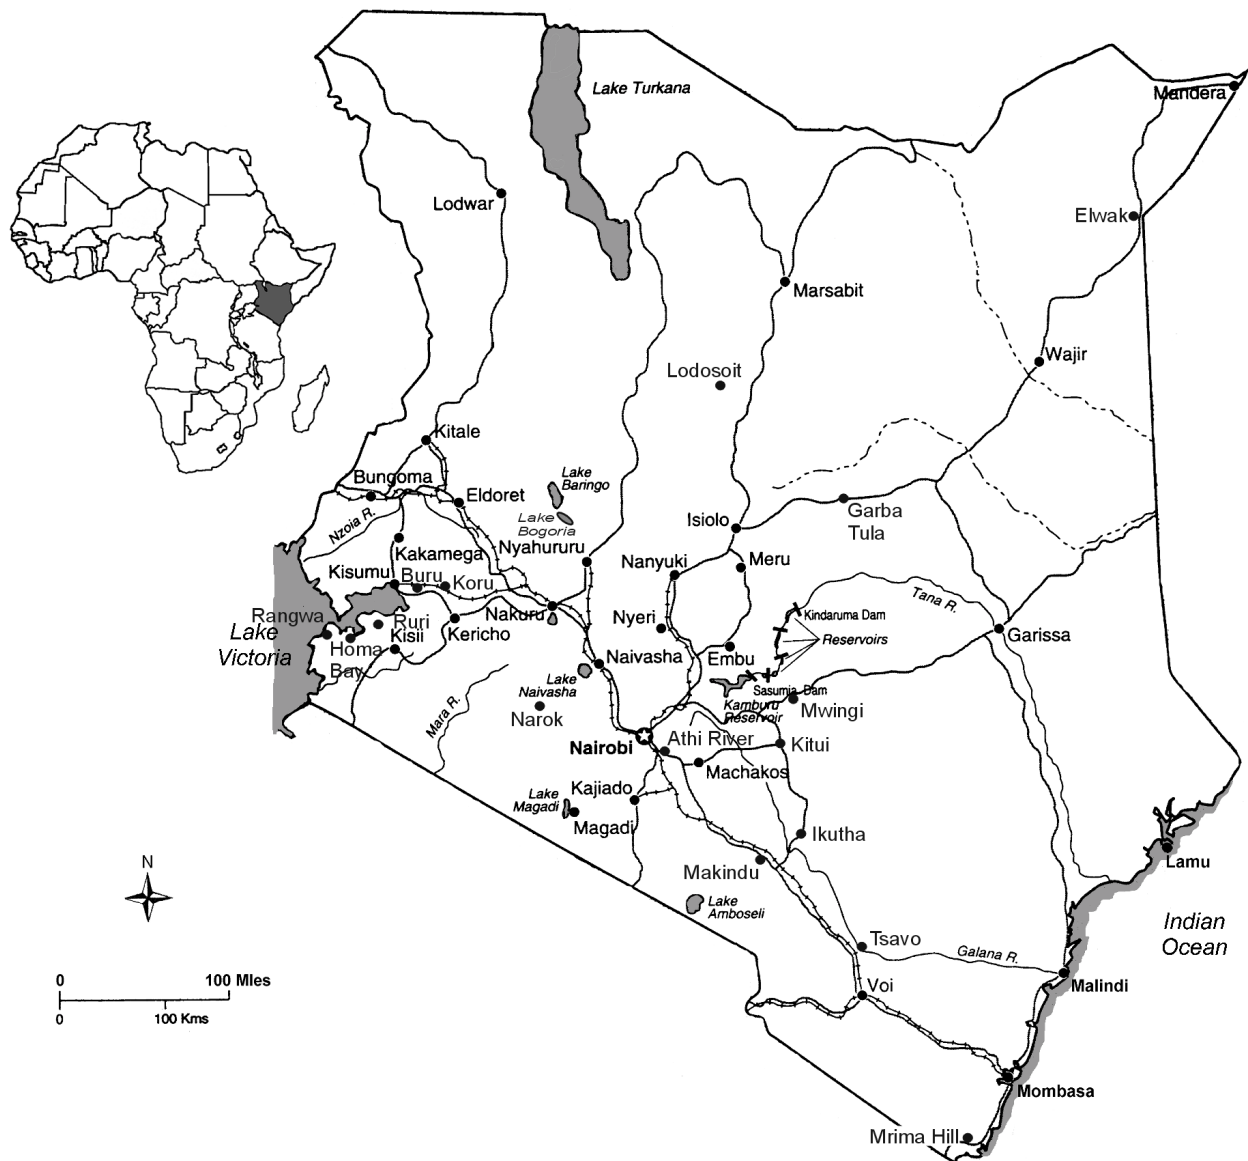 Lake Turkana
Mandera
Lodwar
Elwak
Marsabit
Wajir
Lodosoit
Kitale
Bungoma
Lake
Baringo
Eldoret
Lake
Bogoria
Nzoia R.
Isiolo
Garba
Tula
Kakamega
Nyahururu
Nanyuki
Meru
Kisumu
Buru
Koru
Tana R.
Rangwa
Ruri
Nakuru
Nyeri
Kindaruma Dam
Lake
Victoria
Kisii
Kericho
Reservoirs
Garissa
Homa
Bay
Naivasha
Embu
Lake
Naivasha
Sasumia Dam
Kamburu
Reservoir
Mwingi
Mara R.
Narok
Nairobi
Athi River
Kitui
Machakos
Lake
Magadi
Kajiado
Magadi
Ikutha
N
Makindu
Lamu
Lake
Amboseli
Indian
Ocean
Tsavo
Galana R.
0
100 Mles
Voi
Malindi
0
100 Kms
Mombasa
Mrima Hill